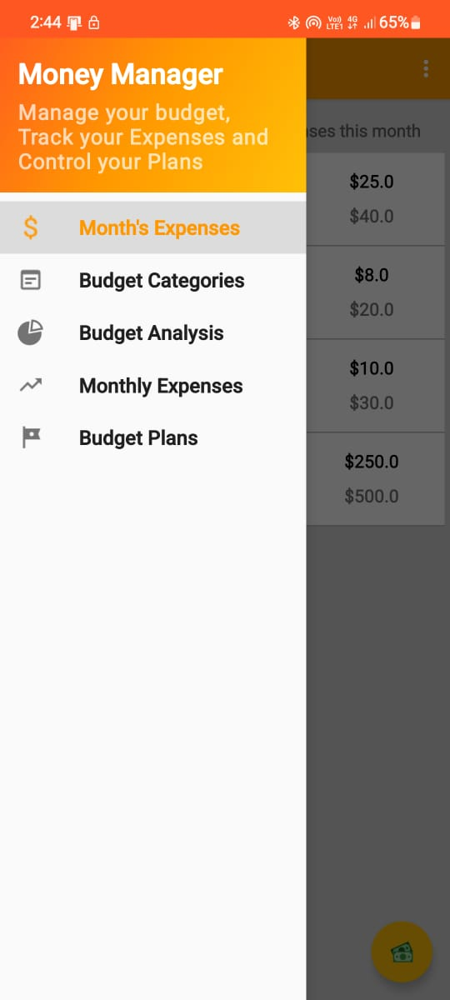 2:44
Vo)) LTE1 4G 65%
Money Manager
Manage your budget,
Track your Expenses and
Control your Plans
this month
Month's Expenses
Budget Categories
Budget Analysis
Monthly Expenses
Budget Plans
$25.0
$40.0
$8.0
$20.0
$10.0
$30.0
$250.0
$500.0